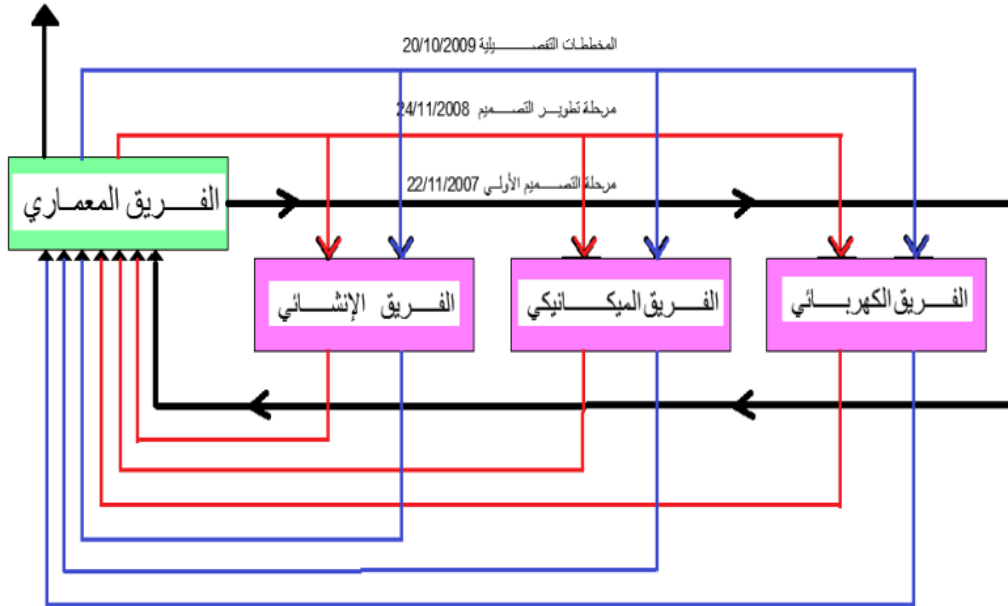 المخططات التفصيلية 20/10/2009
مرحلة تطوير التصميم 24/11/2008
مرحلة التصميم الأولي 22/11/2007
الفريق المعماري
الفريق الإنشائي
الفريق الميكانيكي
الفريق الكهربائي